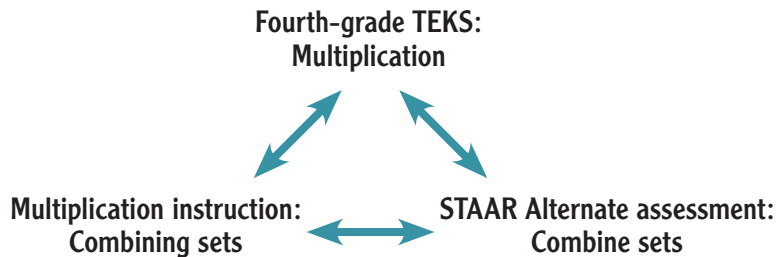 Fourth-grade TEKS:
Multiplication
Multiplication instruction:
Combining sets
STAAR Alternate assessment:
Combine sets